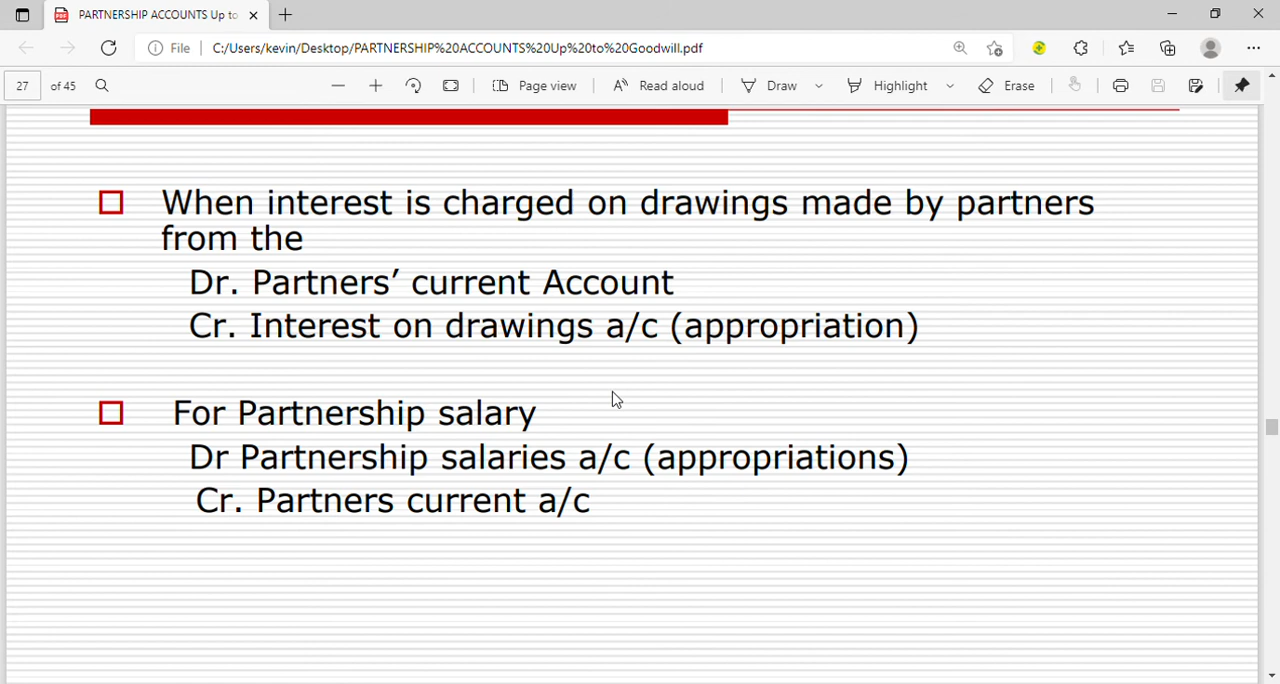 PARTNERSHIP ACCOUNTS Up to
File C:/Users/kevin/Desktop/PARTNERSHIP%20ACCOUNTS%20Up%20to%20Goodwill.pdf
27 of 45 Page view Read aloud Draw Highlight Erase
When interest is charged on drawings made by partners
from the
Dr. Partners’ current Account
Cr. Interest on drawings a/c (appropriation)
For Partnership salary
Dr Partnership salaries a/c (appropriations)
Cr. Partners current a/c